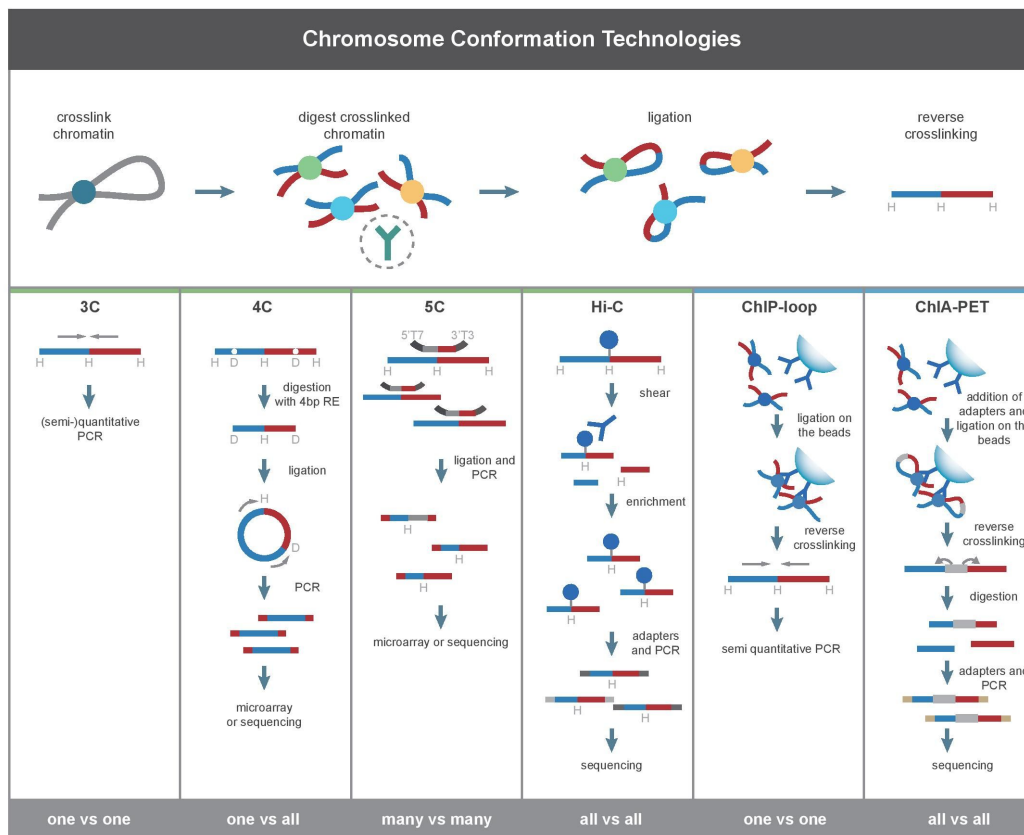 Chromosome Conformation Technologies
crosslink
chromatin
digest crosslinked
chromatin
ligation
reverse
crosslinking
H H H
3C
H H H
(semi-)quantitative
PCR
one vs one
4C
H D H D H
digestion
with 4bp RE
D H D
ligation
H
D
PCR
microarray
or sequencing
one vs all
5C
5'T7 3'T3
H H H
ligation and
PCR
H
H
H
microarray or sequencing
many vs many
Hi-C
H H H
shear
H
enrichment
H
H
H
adapters
and PCR
H
H
H
sequencing
all vs all
ChIP-loop
ligation on
the beads
reverse
crosslinking
H H H
semi quantitative PCR
one vs one
ChIA-PET
addition of
adapters and
ligation on the
beads
reverse
crosslinking
digestion
adapters and
PCR
sequencing
all vs all